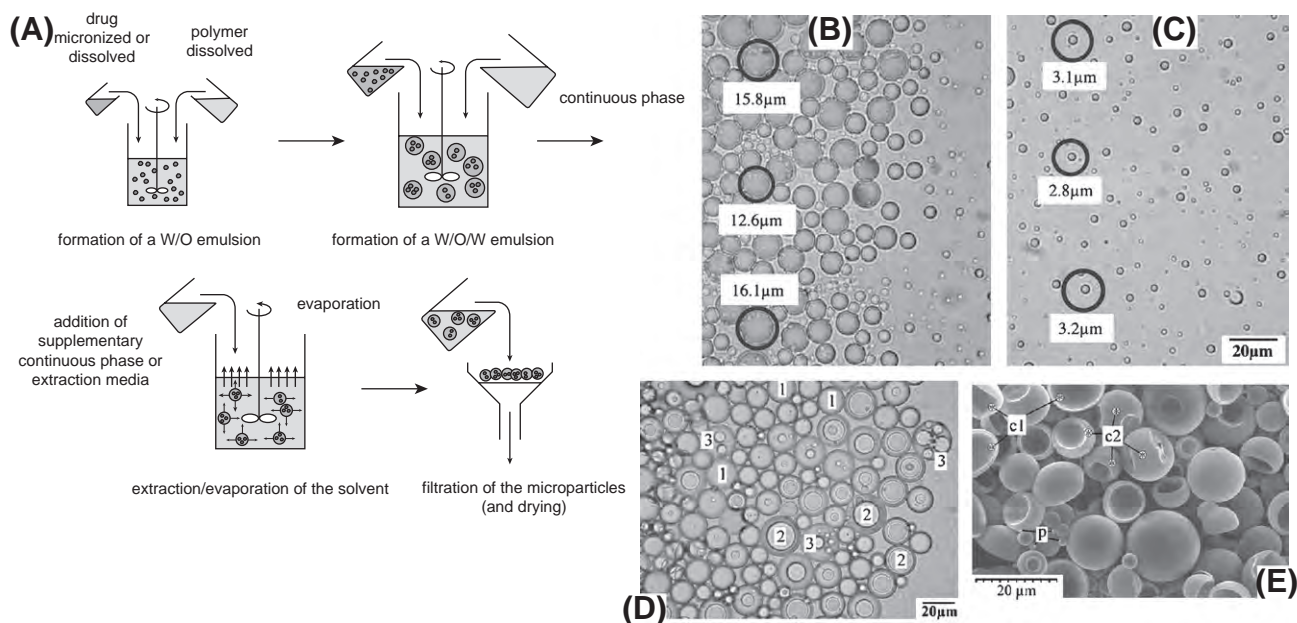 (A)
drug
micronized or
dissolved
polymer
dissolved
continuous phase
formation of a W/O emulsion
formation of a W/O/W emulsion
addition of
supplementary
continuous phase or
extraction media
evaporation
extraction/evaporation of the solvent
filtration of the microparticles
(and drying)
(B)
15.8µm
12.6µm
16.1µm
(C)
3.1µm
2.8µm
3.2µm
20µm
1
1
3
3
1
2
2
3
2
(D)
20µm
c1
c2
p
20 µm
(E)